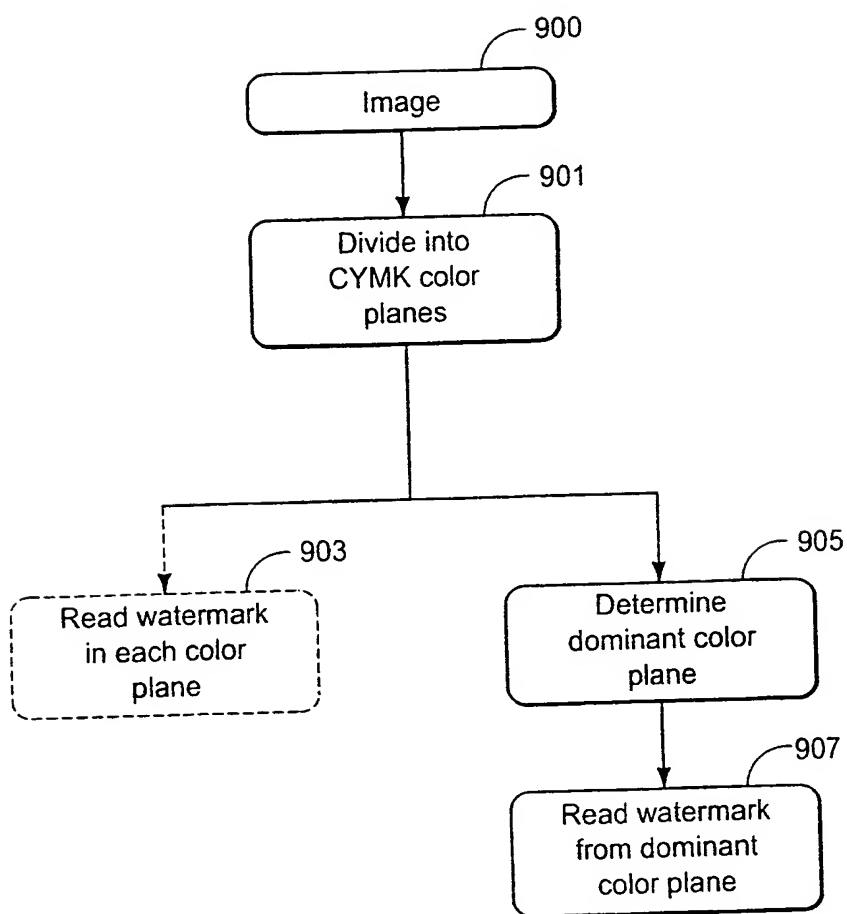 900
Image
901
Divide into
CYMK color
planes
903
Read watermark
in each color
plane
905
Determine
dominant color
plane
907
Read watermark
from dominant
color plane